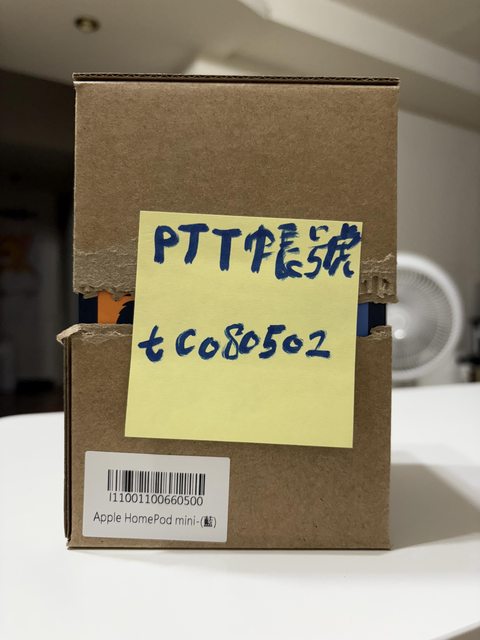 PTT帳號
tc080502
I11001100660500
Apple HomePod mini-(藍)